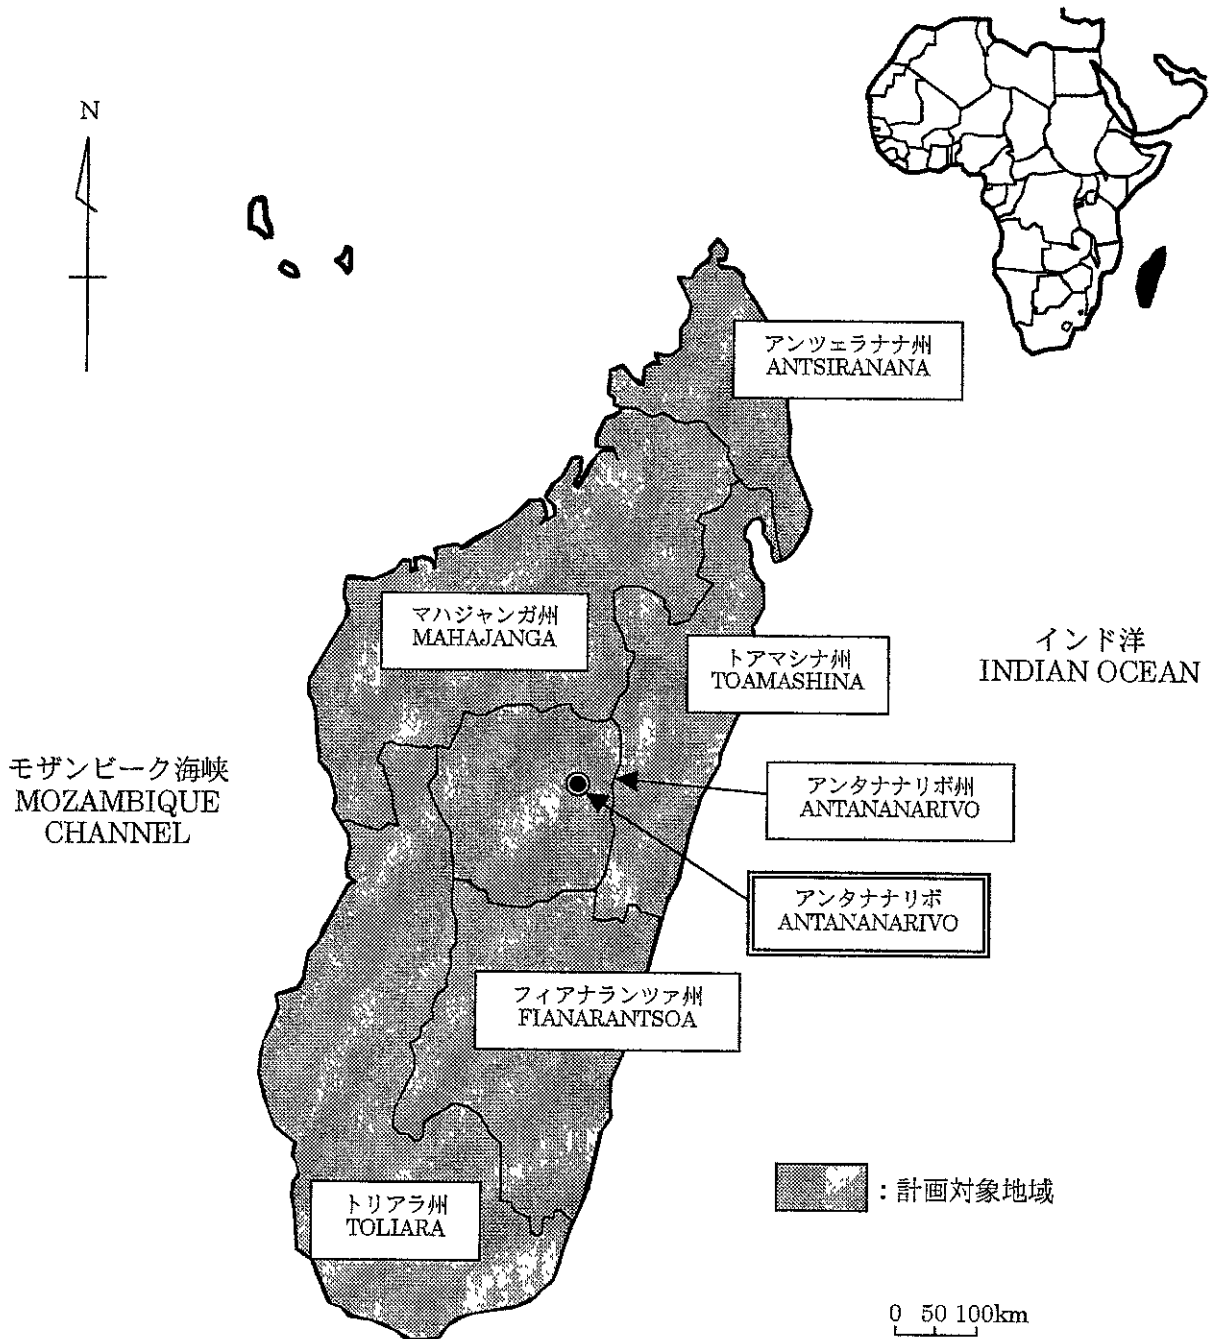 N
アンツェラナナ州
ANTSIRANANA
マハジャンガ州
MAHAJANGA
トアマシナ州
TOAMASHINA
インド洋
INDIAN OCEAN
モザンビーク海峡
MOZAMBIQUE
CHANNEL
アンタナナリボ州
ANTANANARIVO
アンタナナリボ
ANTANANARIVO
フィアナランツァ州
FIANARANTSOA
トリアラ州
TOLIARA
：計画対象地域
0 50 100km